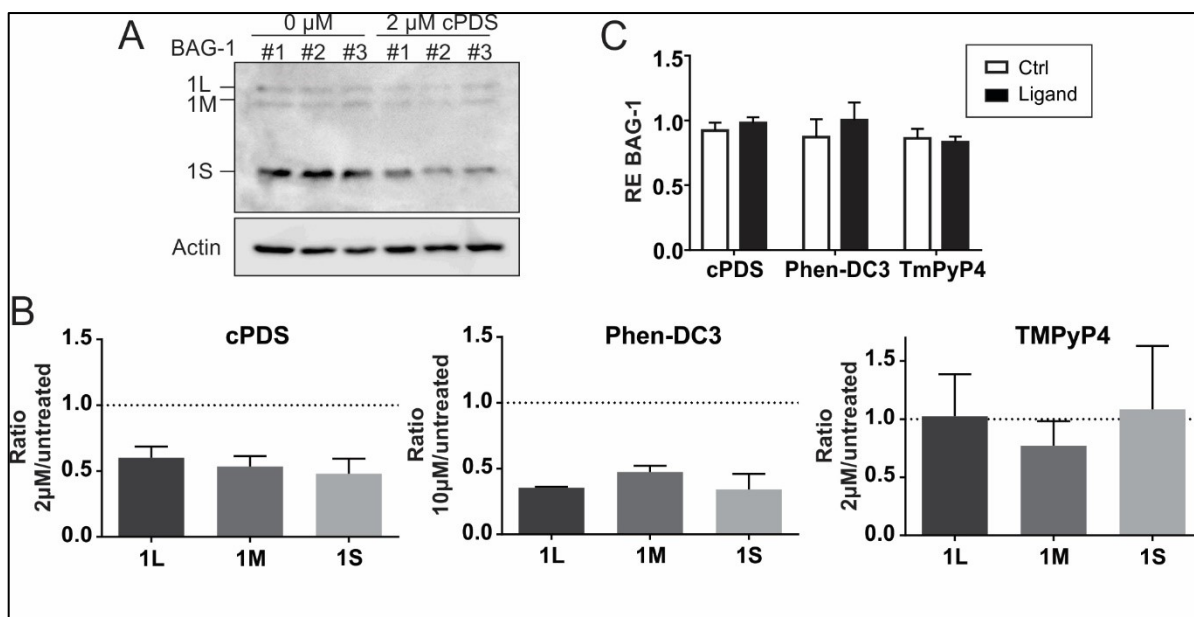 A
0 µM 2 µM cPDS
BAG-1 #1 #2 #3 #1 #2 #3
1L
1M
1S
Actin
C
RE BAG-1
1.5
1.0
0.5
0.0
cPDS Phen-DC3 TmPyP4
Ctrl
Ligand
B
cPDS
Ratio
2µM/untreated
1.5
1.0
0.5
0.0
1L 1M 1S
Phen-DC3
Ratio
10µM/untreated
1.5
1.0
0.5
0.0
1L 1M 1S
TMPyP4
Ratio
2µM/untreated
1.5
1.0
0.5
0.0
1L 1M 1S